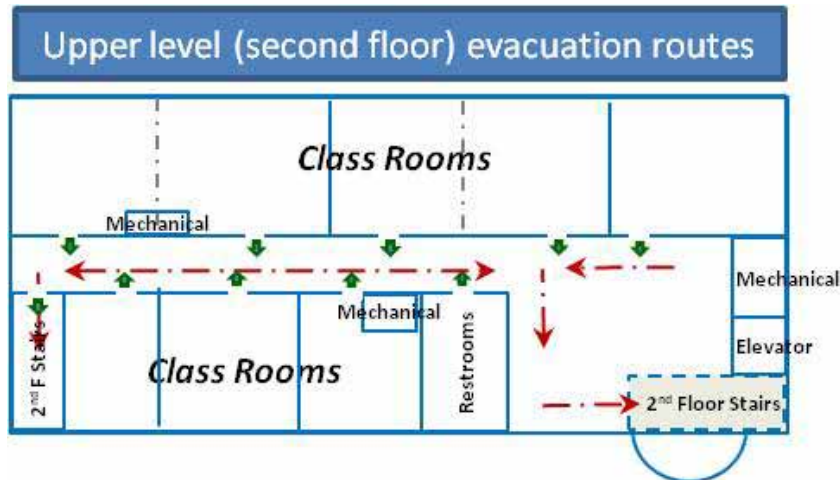 Upper level (second floor) evacuation routes
Class Rooms
Mechanical
Mechanical
Mechanical
Elevator
2nd F Stairs
Class Rooms
Restrooms
2nd Floor Stairs